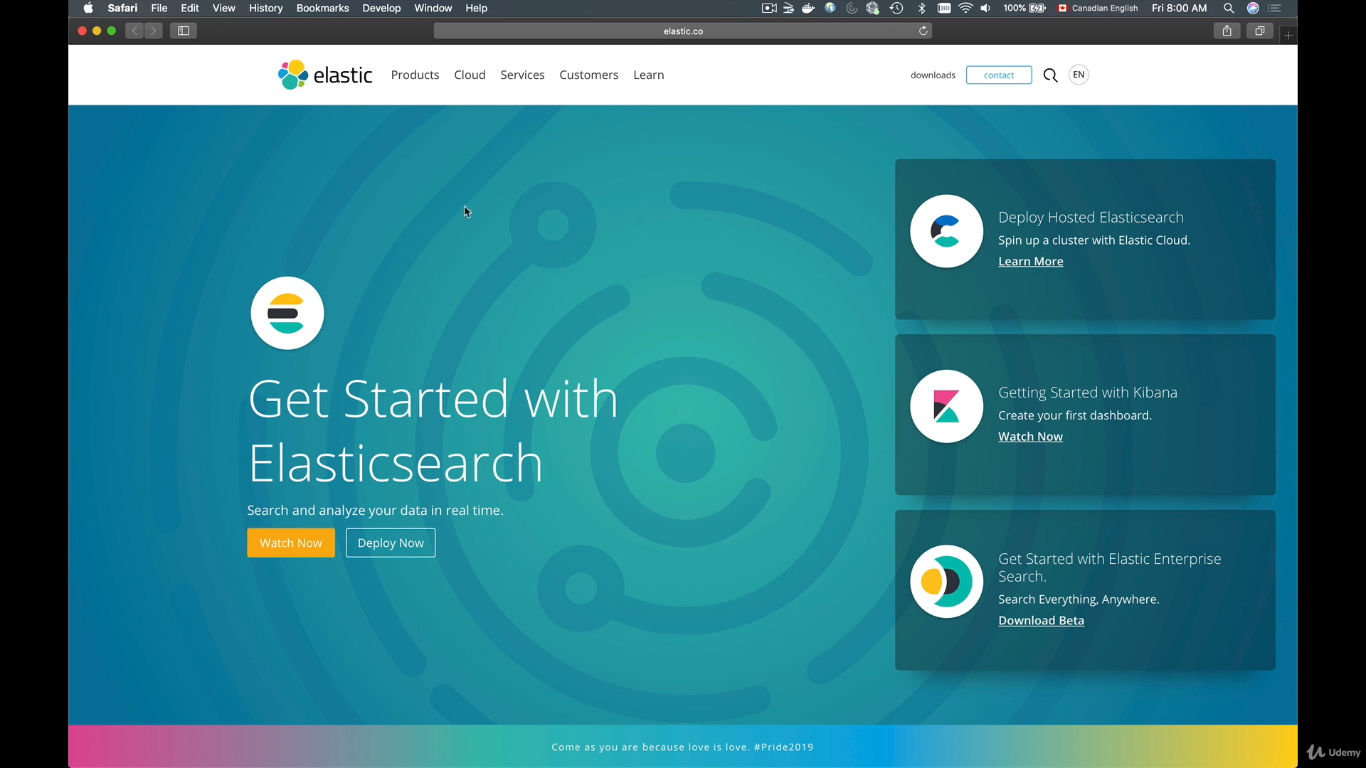 Safari File Edit View History Bookmarks Develop Window Help
100% Canadian English Fri 8:00 AM
elastic.co
elastic Products Cloud Services Customers Learn
downloads contact EN
Get Started with
Elasticsearch
Search and analyze your data in real time.
Watch Now Deploy Now
Deploy Hosted Elasticsearch
Spin up a cluster with Elastic Cloud.
Learn More
Getting Started with Kibana
Create your first dashboard.
Watch Now
Get Started with Elastic Enterprise
Search.
Search Everything, Anywhere.
Download Beta
Come as you are because love is love. #Pride2019
Udemy